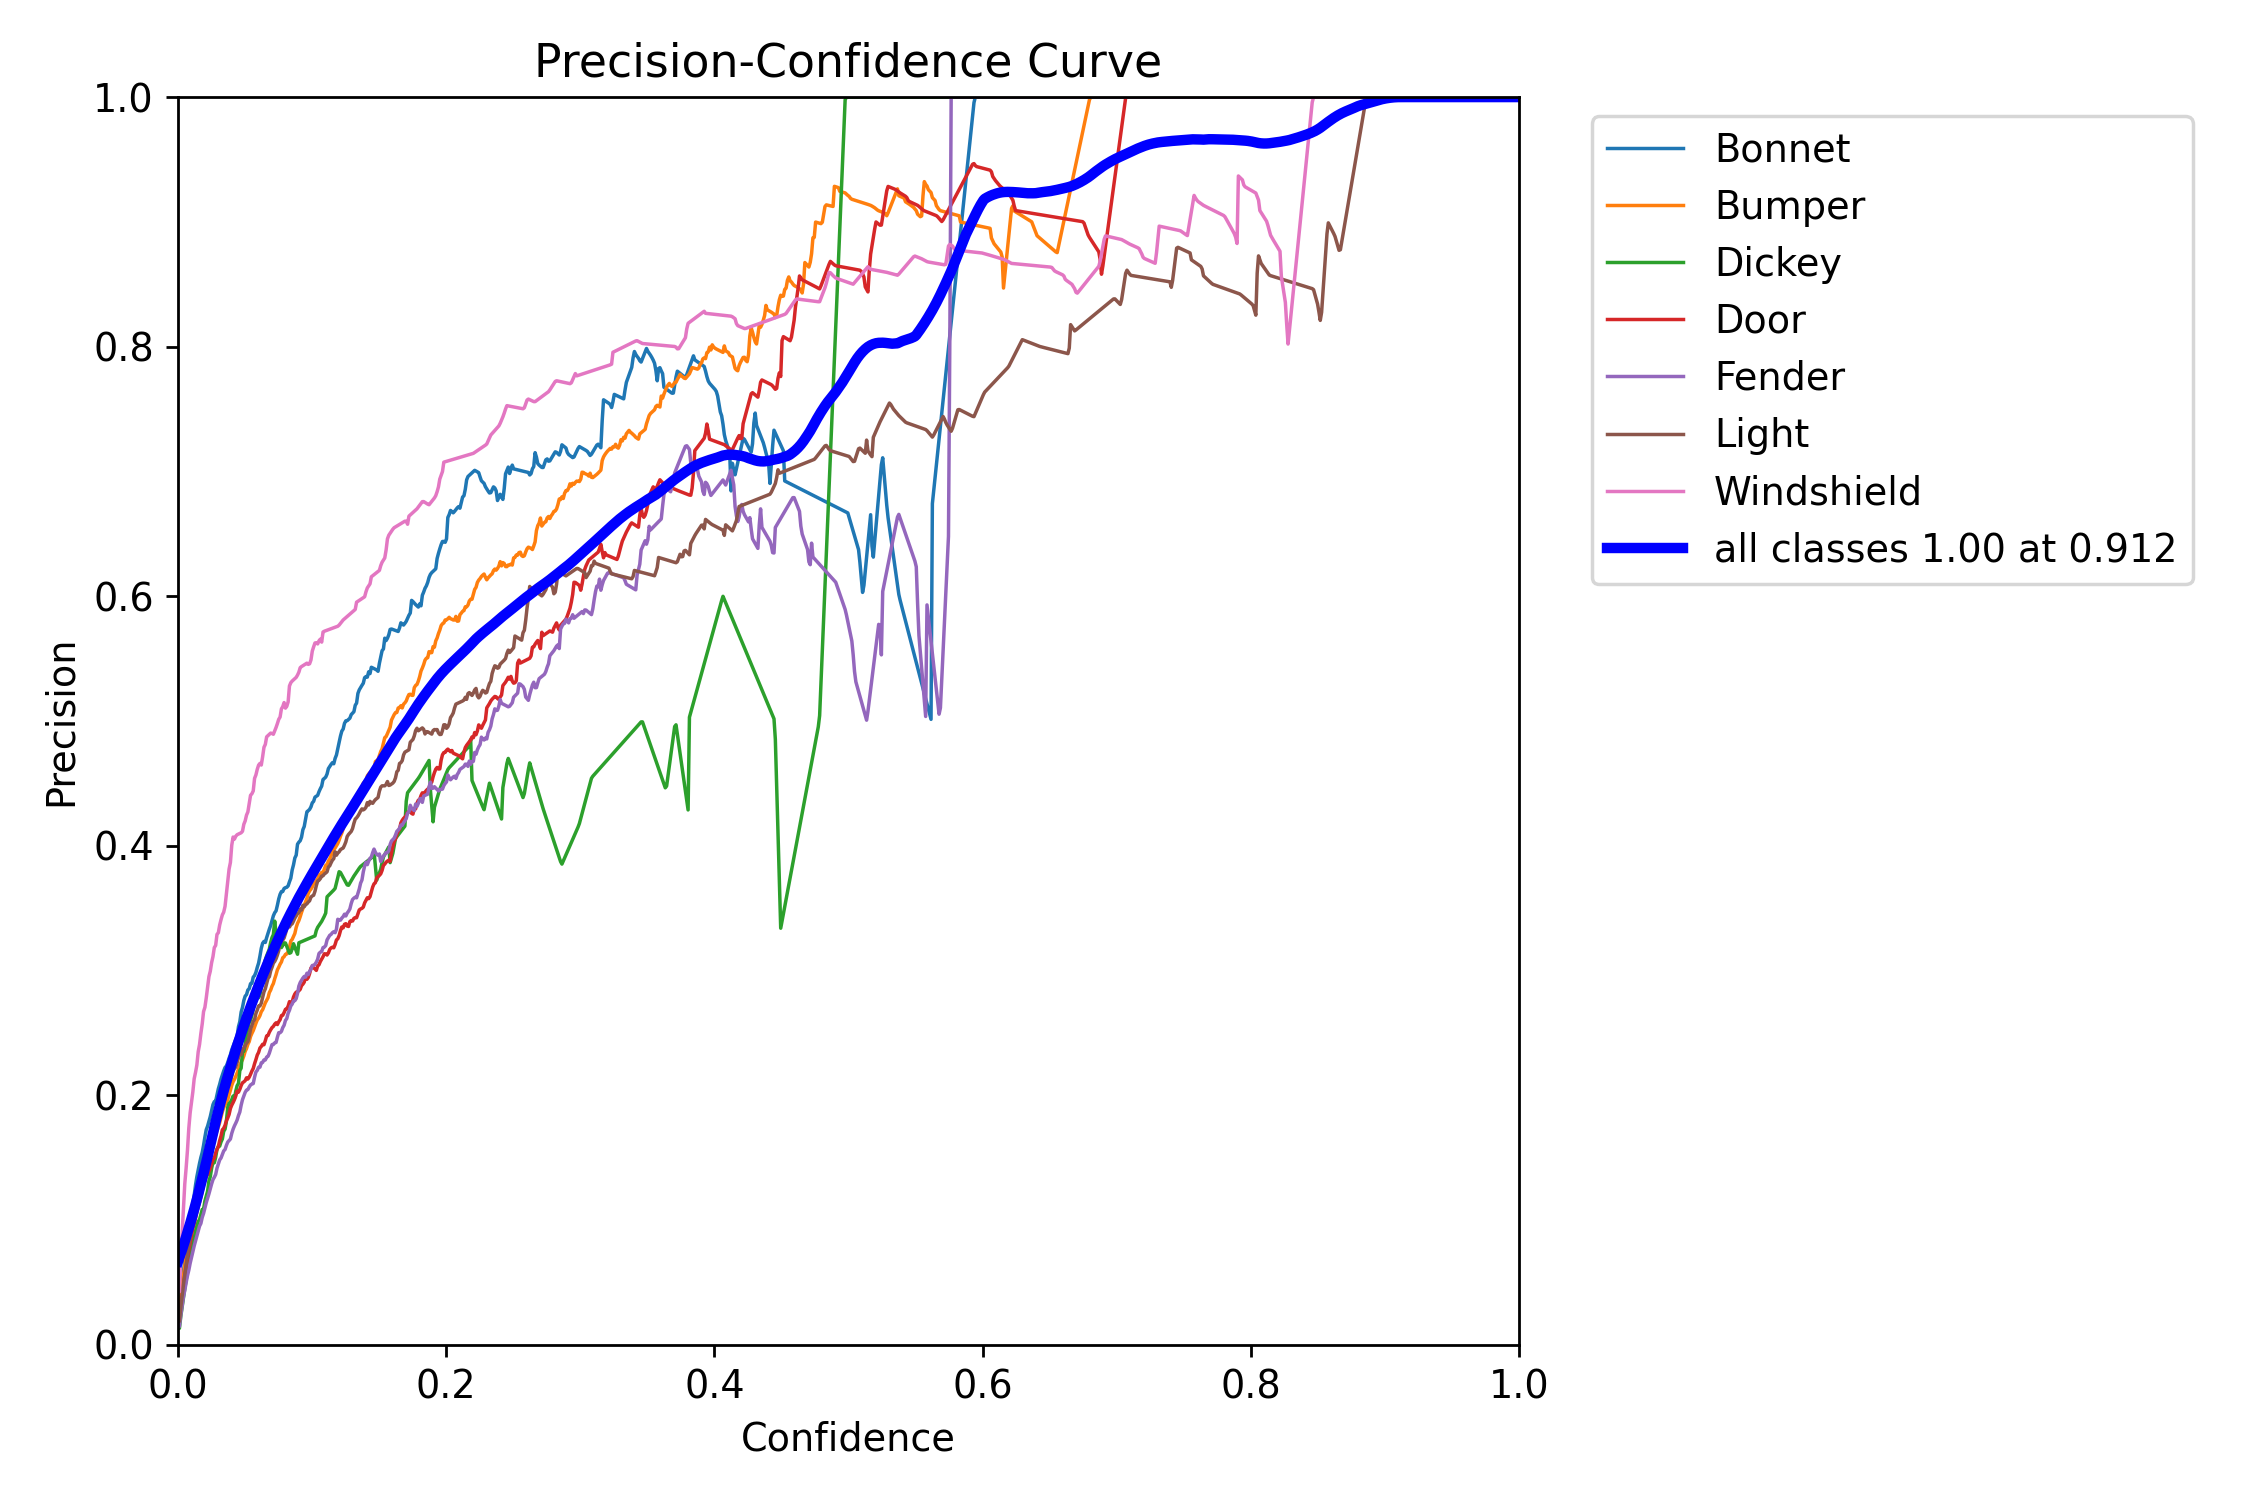 Precision-Confidence Curve
1.0
0.8
0.6
0.4
0.2
0.0
Precision
0.0 0.2 0.4 0.6 0.8 1.0
Confidence
Bonnet
Bumper
Dickey
Door
Fender
Light
Windshield
all classes 1.00 at 0.912